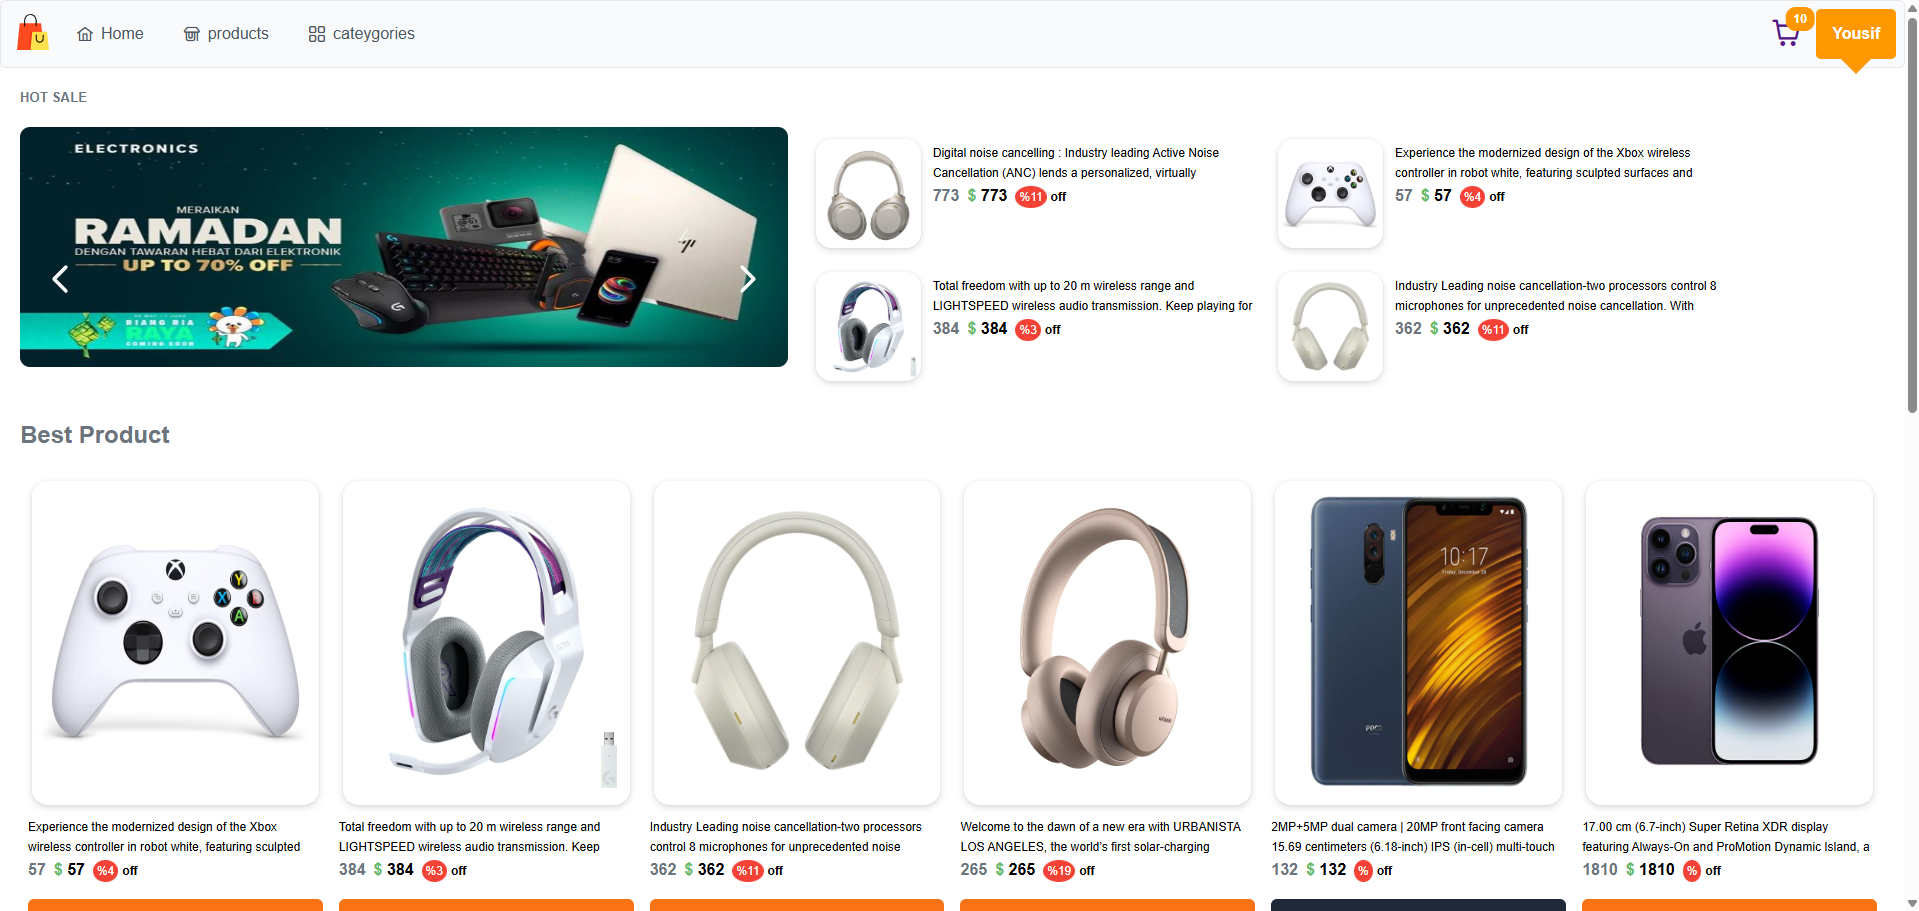 Home
products
cateygories
10
Yousif
HOT SALE
ELECTRONICS
MERAIKAN
RAMADAN
DENGAN TAWARAN HEBAT DARI ELEKTRONIK
UP TO 70% OFF
RIANG RIA
RAYA
COMING SOON
Digital noise cancelling : Industry leading Active Noise
Cancellation (ANC) lends a personalized, virtually
773 $ 773 %11 off
Experience the modernized design of the Xbox wireless
controller in robot white, featuring sculpted surfaces and
57 $ 57 %4 off
Total freedom with up to 20 m wireless range and
LIGHTSPEED wireless audio transmission. Keep playing for
384 $ 384 %3 off
Industry Leading noise cancellation-two processors control 8
microphones for unprecedented noise cancellation. With
362 $ 362 %11 off
Best Product
Y
X
A
10:17
Friday, December 28
POCO
Experience the modernized design of the Xbox
wireless controller in robot white, featuring sculpted
57 $ 57 %4 off
Total freedom with up to 20 m wireless range and
LIGHTSPEED wireless audio transmission. Keep
384 $ 384 %3 off
Industry Leading noise cancellation-two processors
control 8 microphones for unprecedented noise
362 $ 362 %11 off
Welcome to the dawn of a new era with URBANISTA
LOS ANGELES, the world’s first solar-charging
265 $ 265 %19 off
2MP+5MP dual camera | 20MP front facing camera
15.69 centimeters (6.18-inch) IPS (in-cell) multi-touch
132 $ 132 % off
17.00 cm (6.7-inch) Super Retina XDR display
featuring Always-On and ProMotion Dynamic Island, a
1810 $ 1810 % off